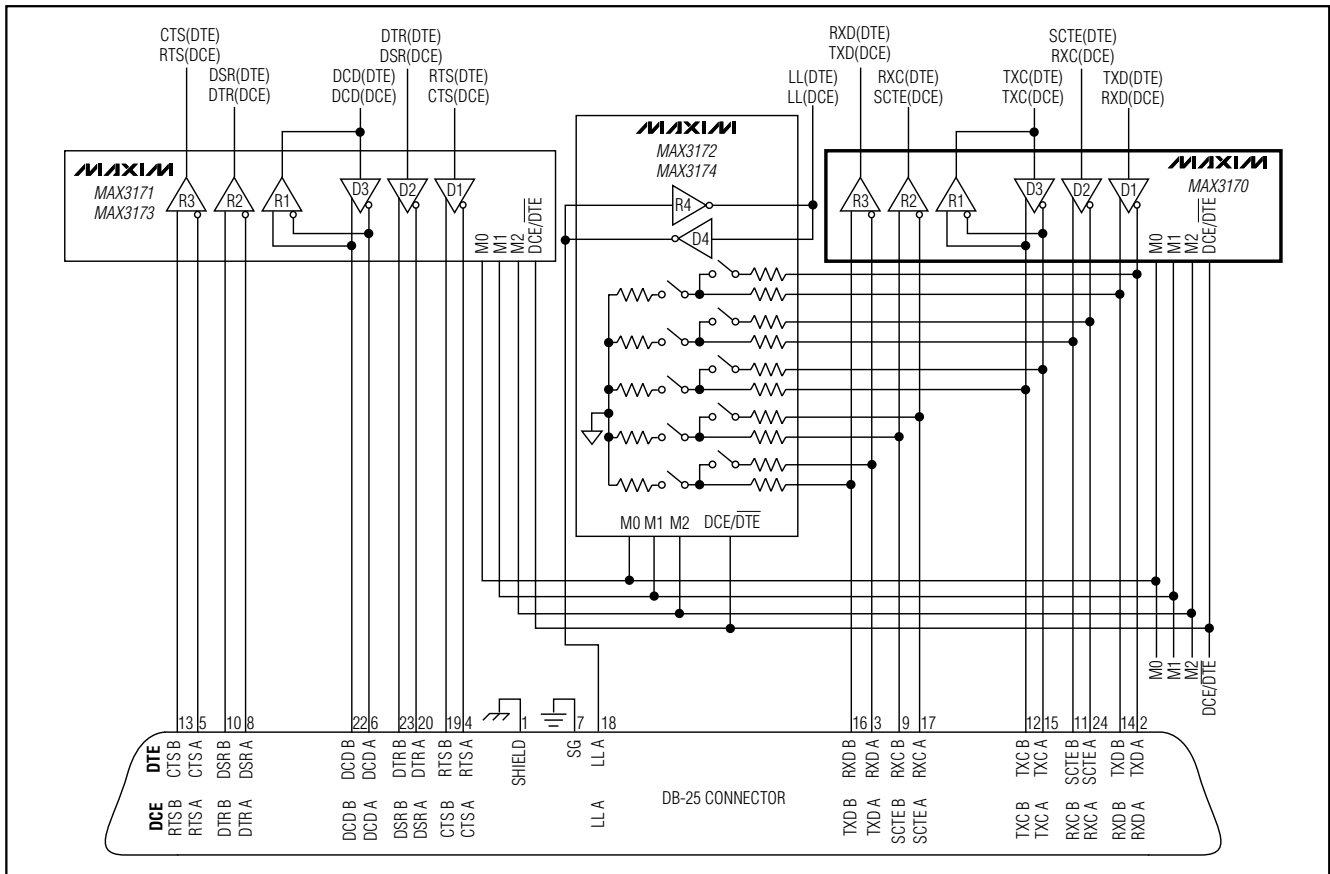 CTS(DTE)
RTS(DCE)
DSR(DTE)
DTR(DCE)
DCD(DTE)
DCD(DCE)
DTR(DTE)
DSR(DCE)
RTS(DTE)
CTS(DCE)
LL(DTE)
LL(DCE)
RXD(DTE)
TXD(DCE)
RXC(DTE)
SCTE(DCE)
TXC(DTE)
TXC(DCE)
SCTE(DTE)
RXC(DCE)
TXD(DTE)
RXD(DCE)
MAXIM
MAX3171
MAX3173
R3
R2
R1
D3
D2
D1
M0
M1
M2
DCE/DTE
MAXIM
MAX3172
MAX3174
R4
D4
M0 M1 M2 DCE/DTE
MAXIM
MAX3170
R3
R2
R1
D3
D2
D1
M0
M1
M2
DCE/DTE
M0
M1
M2
DCE/DTE
13 5 10 8 22 6 23 20 19 4 1 7 18 16 3 9 17 12 15 11 24 14 2
DTE
CTS B
CTS A
DSR B
DSR A
DCD B
DCD A
DTR B
DTR A
RTS B
RTS A
SHIELD
SG
LL A
RXD B
RXD A
RXC B
RXC A
TXC B
TXC A
SCTE B
SCTE A
TXD B
TXD A
DB-25 CONNECTOR
DCE
RTS B
RTS A
DTR B
DTR A
DCD B
DCD A
DSR B
DSR A
CTS B
CTS A
LL A
TXD B
TXD A
SCTE B
SCTE A
TXC B
TXC A
RXC B
RXC A
RXD B
RXD A